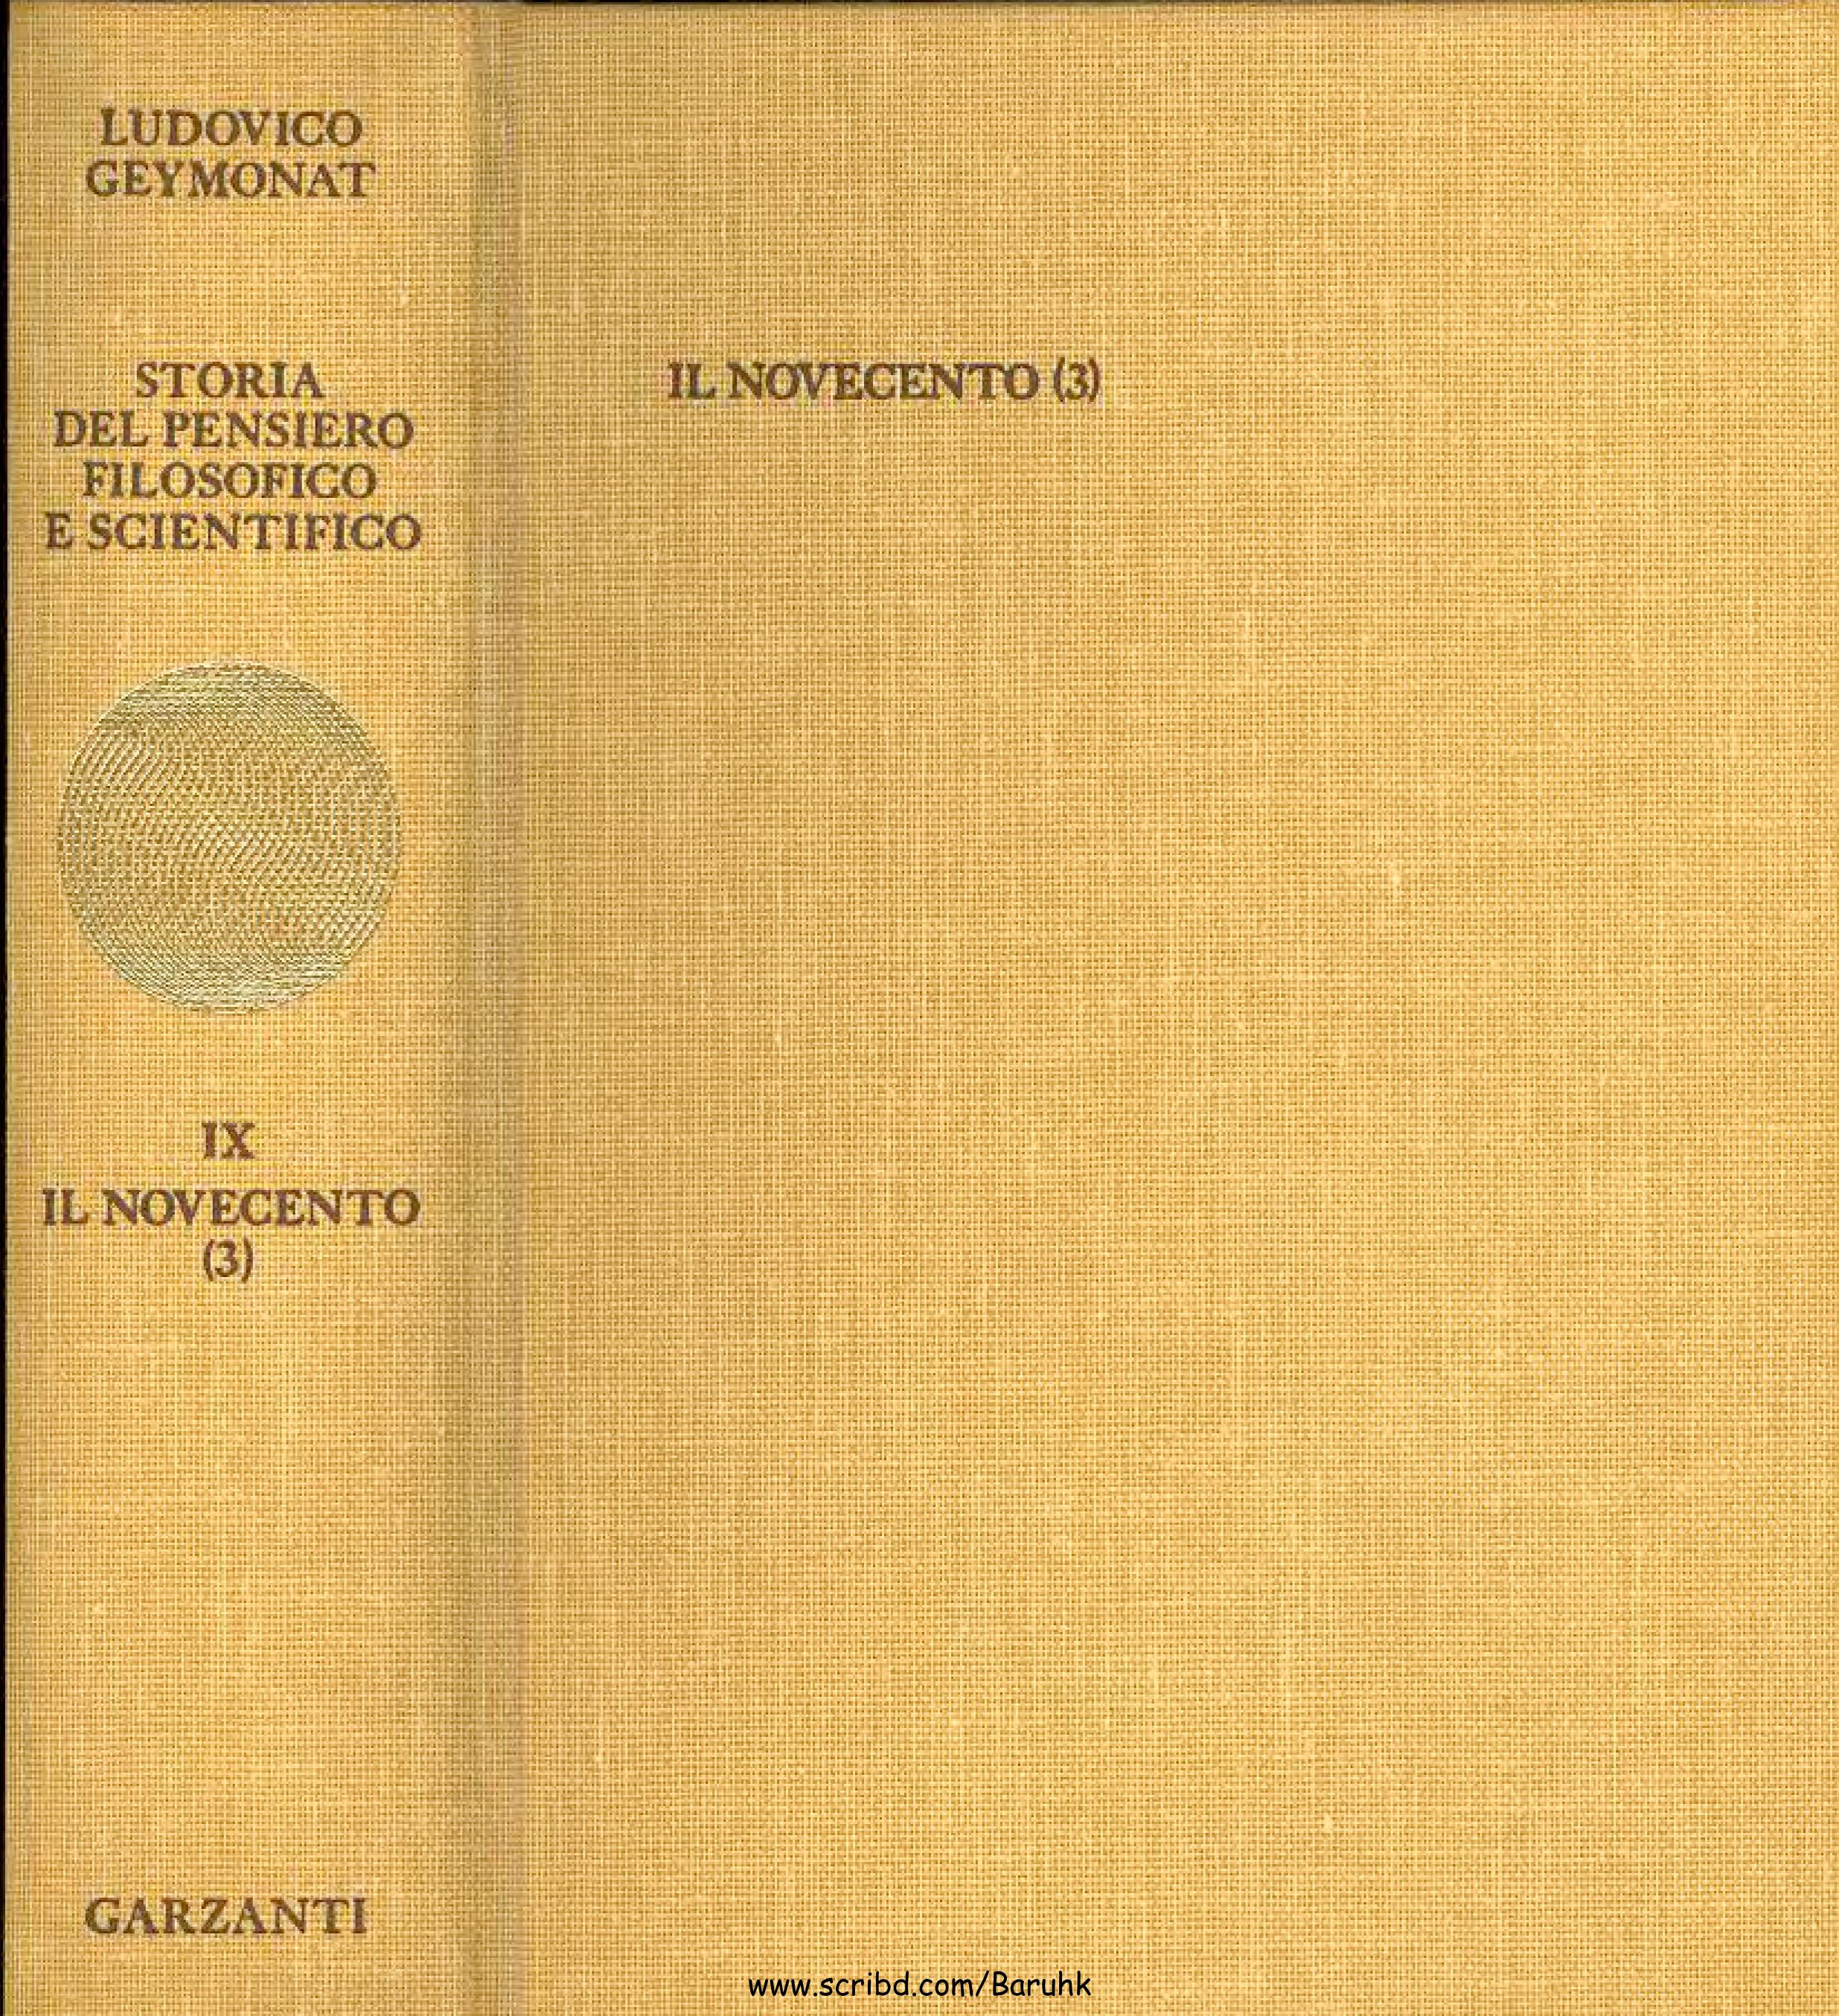 LUDOVICO
GEYMONAT
STORIA
DEL PENSIERO
FILOSOFICO
E SCIENTIFICO
IX
IL NOVECENTO
(3)
GARZANTI
IL NOVECENTO (3)
www.scribd.com/Baruhk